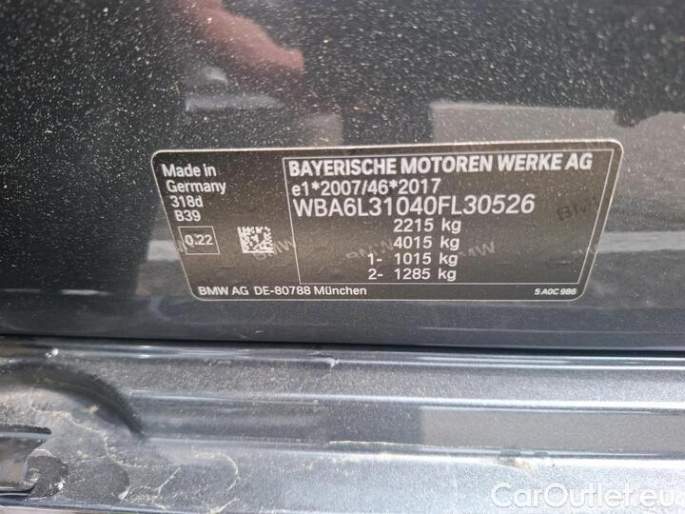 Made in
Germany
318d
B39
0.22
BAYERISCHE MOTOREN WERKE AG
e1*2007/46*2017
WBA6L31040FL30526
2215 kg
4015 kg
1- 1015 kg
2- 1285 kg
BMW AG DE-80788 München
5 A0C 9B6
CarOutlet.eu